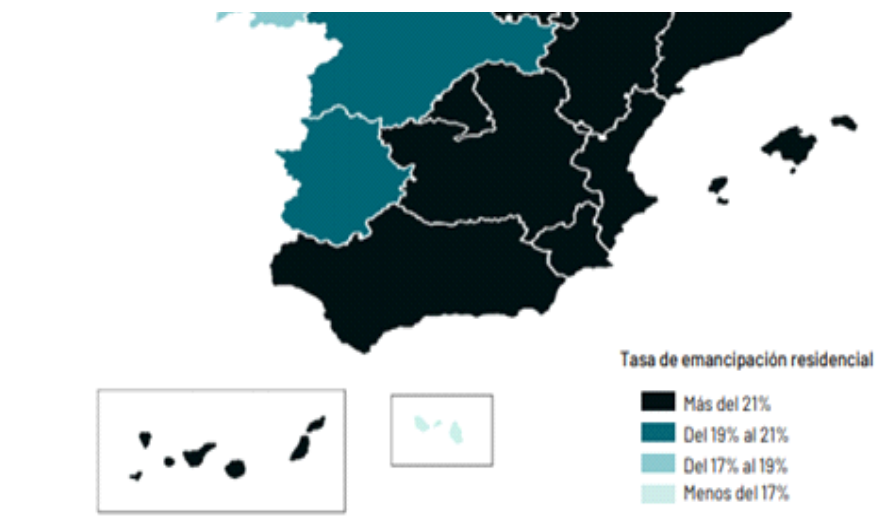 Tasa de emancipación residencial
Más del 21%
Del 19% al 21%
Del 17% al 19%
Menos del 17%